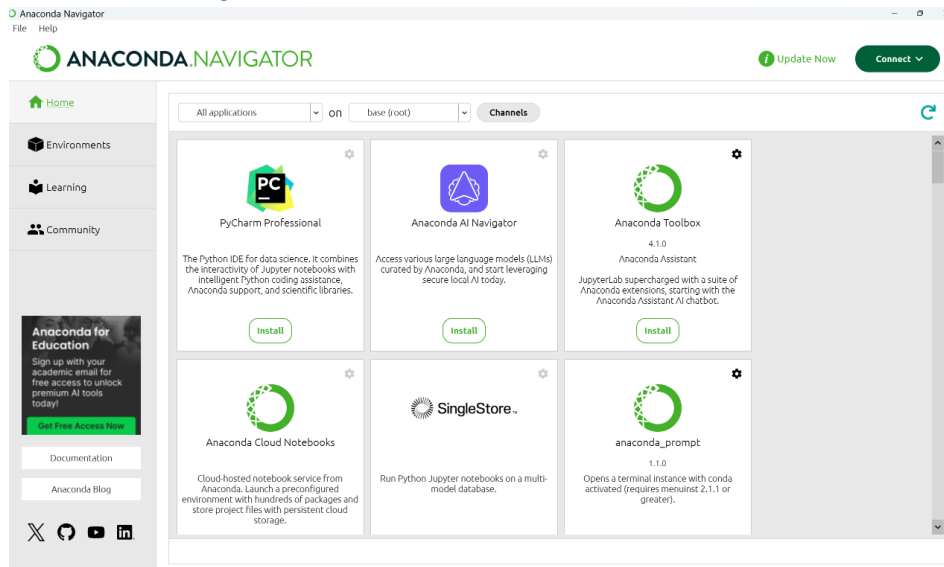 Anaconda Navigator
File Help
ANACONDA.NAVIGATOR
i Update Now
Connect
Home
Environments
Learning
Community
All applications
on
base (root)
Channels
PC
PyCharm Professional
The Python IDE for data science. It combines
the interactivity of Jupyter notebooks with
intelligent Python coding assistance,
Anaconda support, and scientific libraries.
Install
Anaconda AI Navigator
Access various large language models (LLMs)
curated by Anaconda, and start leveraging
secure local AI today.
Install
Anaconda Toolbox
4.1.0
Anaconda Assistant
JupyterLab supercharged with a suite of
Anaconda extensions, starting with the
Anaconda Assistant AI chatbot.
Install
Anaconda Cloud Notebooks
Cloud-hosted notebook service from
Anaconda. Launch a preconfigured
environment with hundreds of packages and
store project files with persistent cloud
storage.
SingleStore
Run Python Jupyter notebooks on a multi-
model database.
anaconda_prompt
1.1.0
Opens a terminal instance with conda
activated (requires menuinst 2.1.1 or
greater).
Anaconda for
Education
Sign up with your
academic email for
free access to unlock
premium AI tools
today!
Get Free Access Now
Documentation
Anaconda Blog
X
in